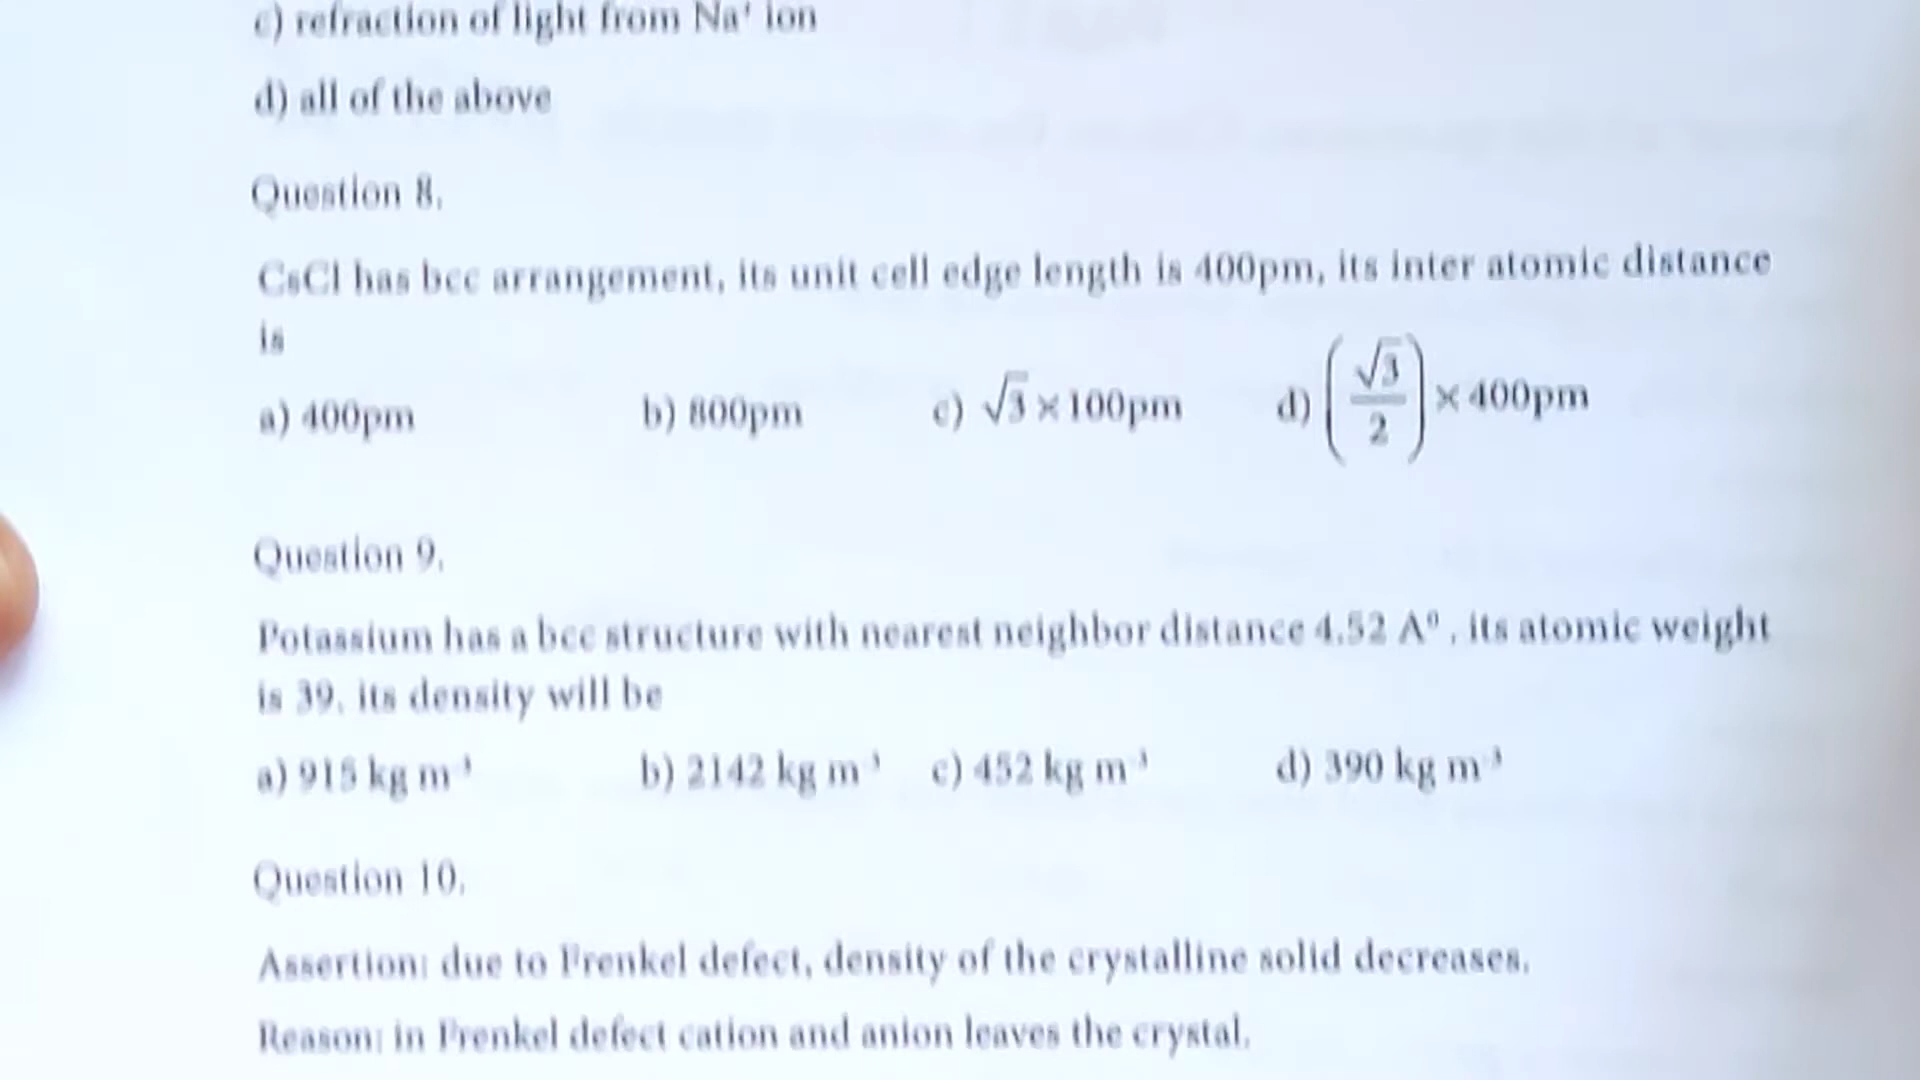 c) refraction of light from Na⁺ ion
d) all of the above
Question 8.
CsCl has bcc arrangement, its unit cell edge length is 400pm, its inter atomic distance
is
a) 400pm b) 800pm c) √3 × 100pm d) (√3/2) × 400pm
Question 9.
Potassium has a bcc structure with nearest neighbor distance 4.52 A⁰ . its atomic weight
is 39. its density will be
a) 915 kg m⁻³ b) 2142 kg m⁻³ c) 452 kg m⁻³ d) 390 kg m⁻³
Question 10.
Assertion: due to Frenkel defect, density of the crystalline solid decreases.
Reason: in Frenkel defect cation and anion leaves the crystal.